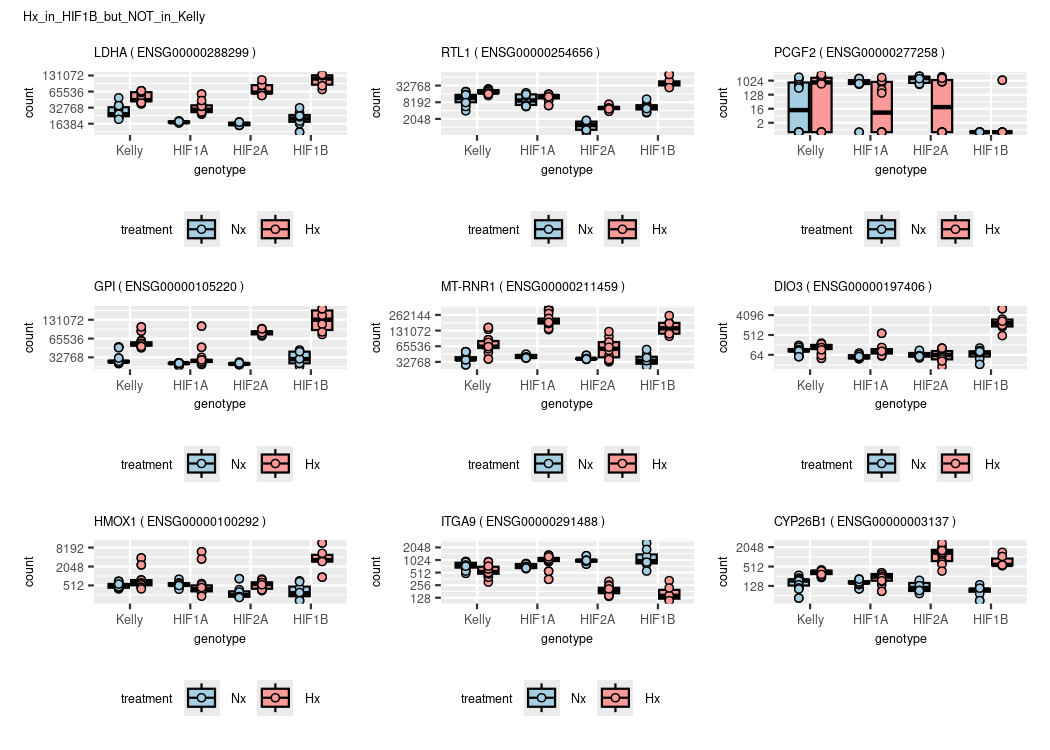 Hx_in_HIF1B_but_NOT_in_Kelly
LDHA ( ENSG00000288299 )
131072
65536
32768
16384
count
Kelly HIF1A HIF2A HIF1B
genotype
treatment Nx Hx
RTL1 ( ENSG00000254656 )
32768
8192
2048
count
Kelly HIF1A HIF2A HIF1B
genotype
treatment Nx Hx
PCGF2 ( ENSG00000277258 )
1024
128
16
2
count
Kelly HIF1A HIF2A HIF1B
genotype
treatment Nx Hx
GPI ( ENSG00000105220 )
131072
65536
32768
count
Kelly HIF1A HIF2A HIF1B
genotype
treatment Nx Hx
MT-RNR1 ( ENSG00000211459 )
262144
131072
65536
32768
count
Kelly HIF1A HIF2A HIF1B
genotype
treatment Nx Hx
DIO3 ( ENSG00000197406 )
4096
512
64
count
Kelly HIF1A HIF2A HIF1B
genotype
treatment Nx Hx
HMOX1 ( ENSG00000100292 )
8192
2048
512
count
Kelly HIF1A HIF2A HIF1B
genotype
treatment Nx Hx
ITGA9 ( ENSG00000291488 )
2048
1024
512
256
128
count
Kelly HIF1A HIF2A HIF1B
genotype
treatment Nx Hx
CYP26B1 ( ENSG00000003137 )
2048
512
128
count
Kelly HIF1A HIF2A HIF1B
genotype